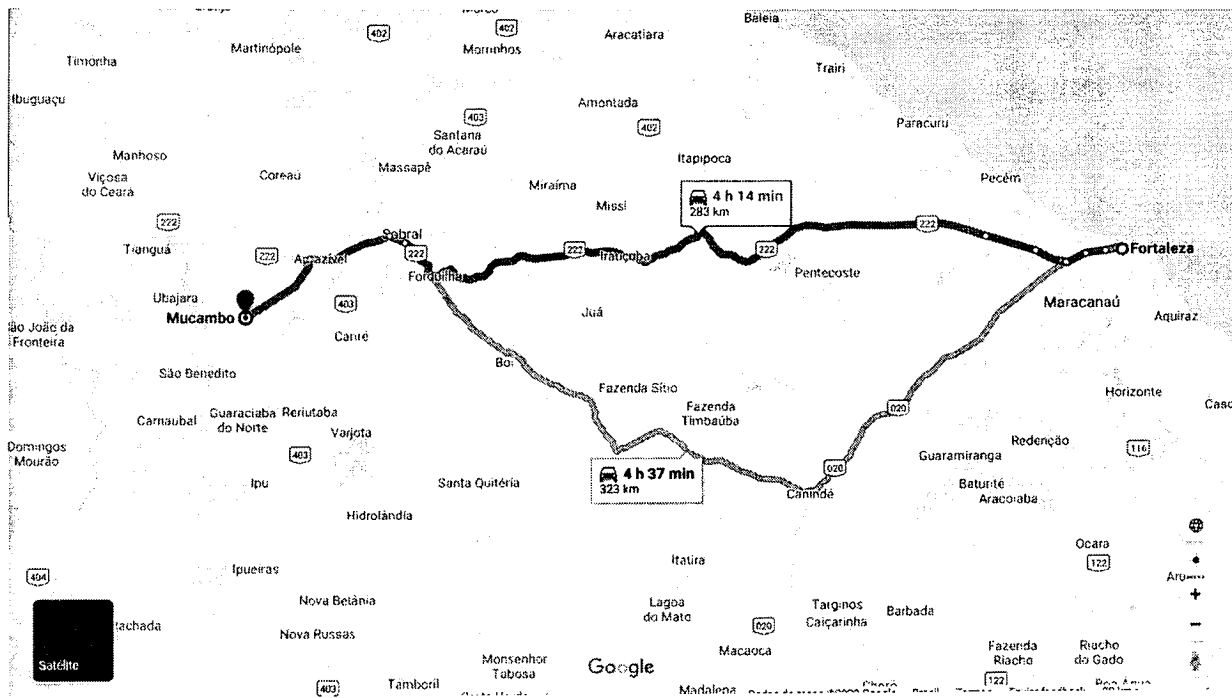 Baleia
402
402
Martinópole
Morrinhos
Aracatiara
Timonha
Trairi
Ibuguaçu
Amontada
403
402
Paracuru
Santana
do Acaraú
Manhoso
Massapê
Itapipoca
Viçosa
do Ceará
Coreaú
Miraíma
Pecém
4 h 14 min
283 km
Missi
222
Sobral
222
Tianguá
222
222
222
222
Fortaleza
Irauçuba
Forquilha
Pentecoste
Ubajara
403
Maracanaú
Mucambo
Juá
Aquiraz
ão João da
Fronteira
Cariré
São Benedito
Fazenda Sítio
Horizonte
Fazenda
Timbaúba
020
Carnaubal
Guaraciaba
do Norte
Reriutaba
Varjota
Redenção
Domingos
Mourão
403
116
Guaramiranga
4 h 37 min
323 km
020
Ipu
Santa Quitéria
Canindé
Baturité
Aracoiaba
Hidrolândia
Ocara
Itatira
122
404
Ipueiras
Nova Betânia
Lagoa
do Mato
Targinos
Caiçarinha
Barbada
020
achada
Nova Russas
Macaoca
Fazenda
Riacho
Riacho
do Gado
Satélite
Monsenhor
Tabosa
Google
403
Tamboril
Madalena
122